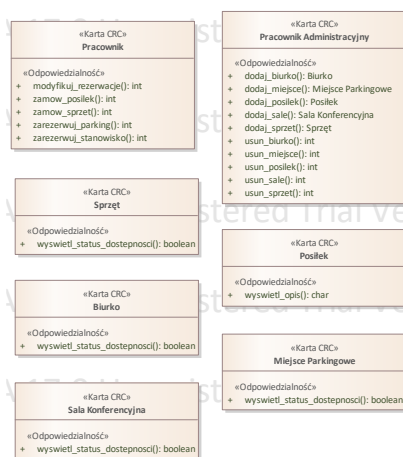 «Karta CRC»
Pracownik
«Odpowiedzialność»
+ modyfikuj_rezerwacje(): int
+ zamow_posilek(): int
+ zamow_sprzet(): int
+ zarezerwuj_parking(): int
+ zarezerwuj_stanowisko(): int
«Karta CRC»
Pracownik Administracyjny
«Odpowiedzialność»
+ dodaj_biurko(): Biurko
+ dodaj_miejsce(): Miejsce Parkingowe
+ dodaj_posilek(): Posiłek
+ dodaj_sale(): Sala Konferencyjna
+ dodaj_sprzet(): Sprzęt
+ usun_biurko(): int
+ usun_miejsce(): int
+ usun_posilek(): int
+ usun_sale(): int
+ usun_sprzet(): int
«Karta CRC»
Sprzęt
«Odpowiedzialność»
+ wyswietl_status_dostepnosci(): boolean
«Karta CRC»
Posiłek
«Odpowiedzialność»
+ wyswietl_opis(): char
«Karta CRC»
Biurko
«Odpowiedzialność»
+ wyswietl_status_dostepnosci(): boolean
«Karta CRC»
Miejsce Parkingowe
«Odpowiedzialność»
+ wyswietl_status_dostepnosci(): boolean
«Karta CRC»
Sala Konferencyjna
«Odpowiedzialność»
+ wyswietl_status_dostepnosci(): boolean